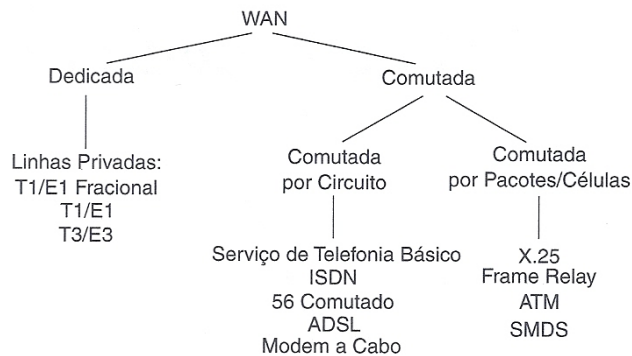 WAN
Dedicada
Comutada
Linhas Privadas:
T1/E1 Fracional
T1/E1
T3/E3
Comutada
por Circuito
Comutada
por Pacotes/Células
Serviço de Telefonia Básico
ISDN
56 Comutado
ADSL
Modem a Cabo
X.25
Frame Relay
ATM
SMDS